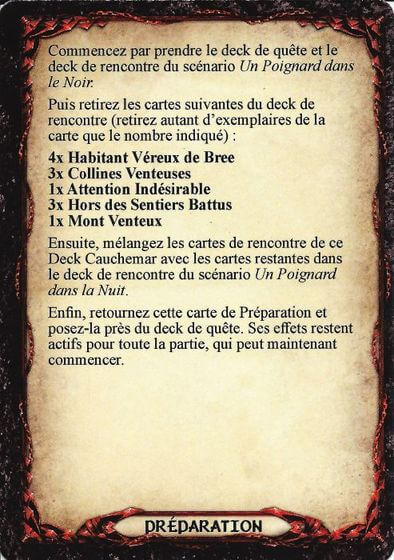 Commencez par prendre le deck de quête et le
deck de rencontre du scénario Un Poignard dans
le Noir.
Puis retirez les cartes suivantes du deck de
rencontre (retirez autant d'exemplaires de la
carte que le nombre indiqué) :
4x Habitant Véreux de Bree
3x Collines Venteuses
1x Attention Indésirable
3x Hors des Sentiers Battus
1x Mont Venteux
Ensuite, mélangez les cartes de rencontre de ce
Deck Cauchemar avec les cartes restantes dans
le deck de rencontre du scénario Un Poignard
dans la Nuit.
Enfin, retournez cette carte de Préparation et
posez-la près du deck de quête. Ses effets restent
actifs pour toute la partie, qui peut maintenant
commencer.
PRÉPARATION